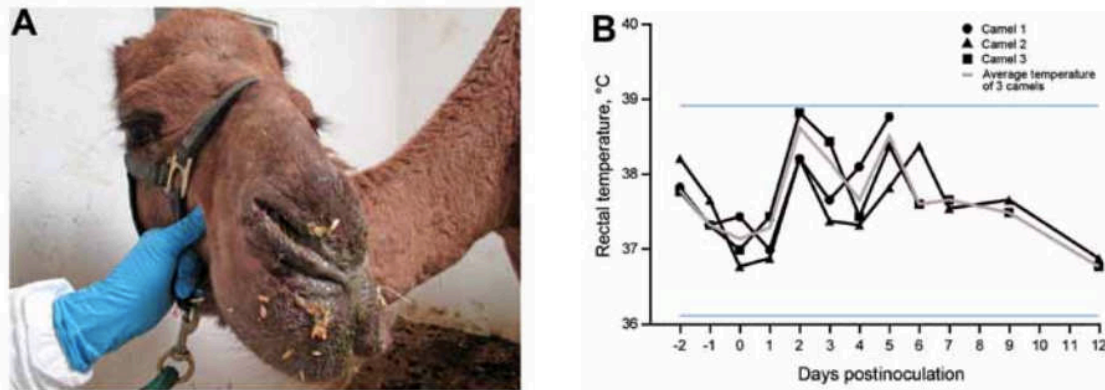 A
B
40
39
38
37
36
Rectal temperature, °C
Camel 1
Camel 2
Camel 3
Average temperature
of 3 camels
-2 -1 0 1 2 3 4 5 6 7 8 9 10 11 12
Days postinoculation